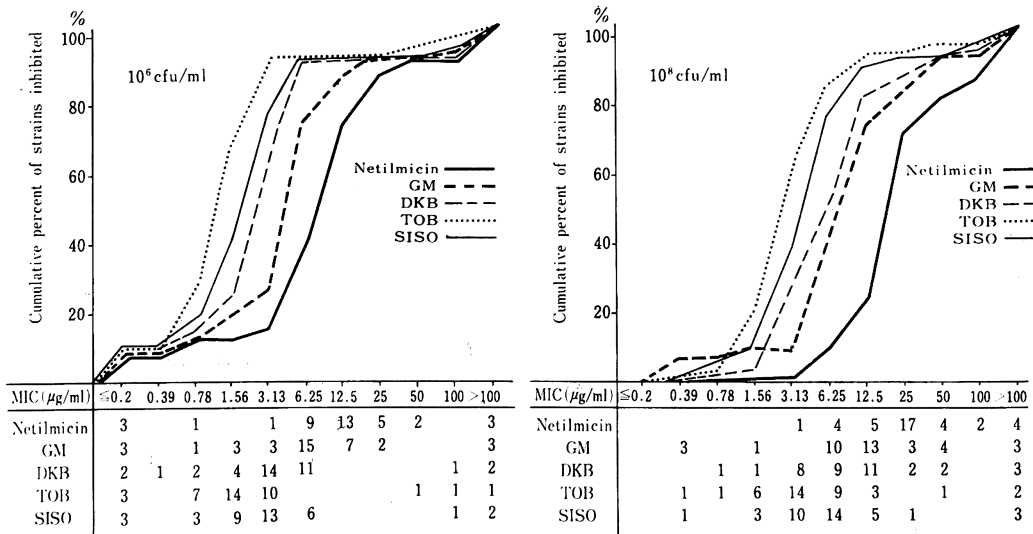 %
100
80
60
40
20
Cumulative percent of strains inhibited
10⁶ cfu/ml
Netilmicin
GM
DKB
TOB
SISO
MIC(µg/ml) ≦0.2 0.39 0.78 1.56 3.13 6.25 12.5 25 50 100 >100
Netilmicin 3 1 1 9 13 5 2 3
GM 3 1 3 3 15 7 2 3
DKB 2 1 2 4 14 11 1 2
TOB 3 7 14 10 1 1 1
SISO 3 3 9 13 6 1 2
%
100
80
60
40
20
Cumulative percent of strains inhibited
10⁸ cfu/ml
Netilmicin
GM
DKB
TOB
SISO
MIC(µg/ml) ≦0.2 0.39 0.78 1.56 3.13 6.25 12.5 25 50 100 >100
Netilmicin 1 4 5 17 4 2 4
GM 3 1 10 13 3 4 3
DKB 1 1 8 9 11 2 2 3
TOB 1 1 6 14 9 3 1 2
SISO 1 3 10 14 5 1 3